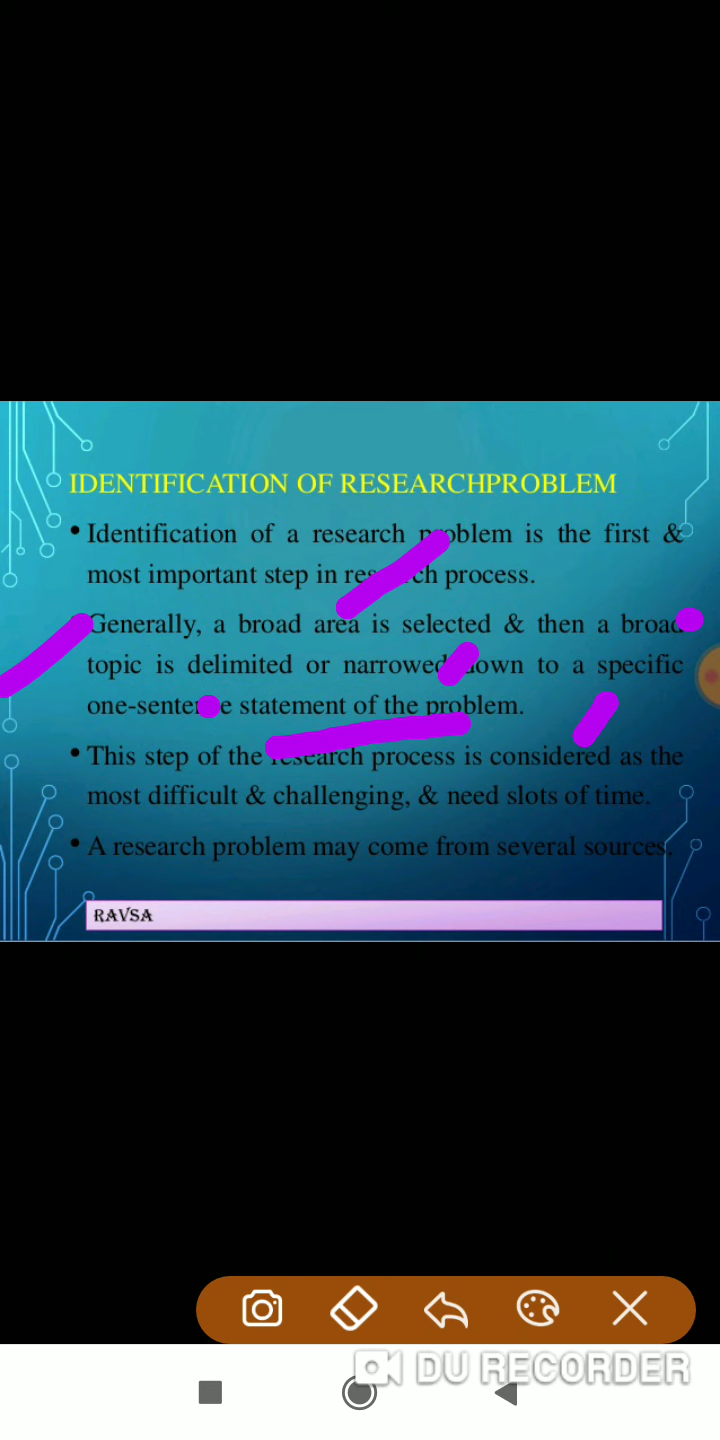 IDENTIFICATION OF RESEARCHPROBLEM
• Identification of a research problem is the first &
most important step in research process.
Generally, a broad area is selected & then a broad
topic is delimited or narrowed down to a specific
one-sentence statement of the problem.
• This step of the research process is considered as the
most difficult & challenging, & need slots of time.
• A research problem may come from several sources.
RAVSA
DU RECORDER